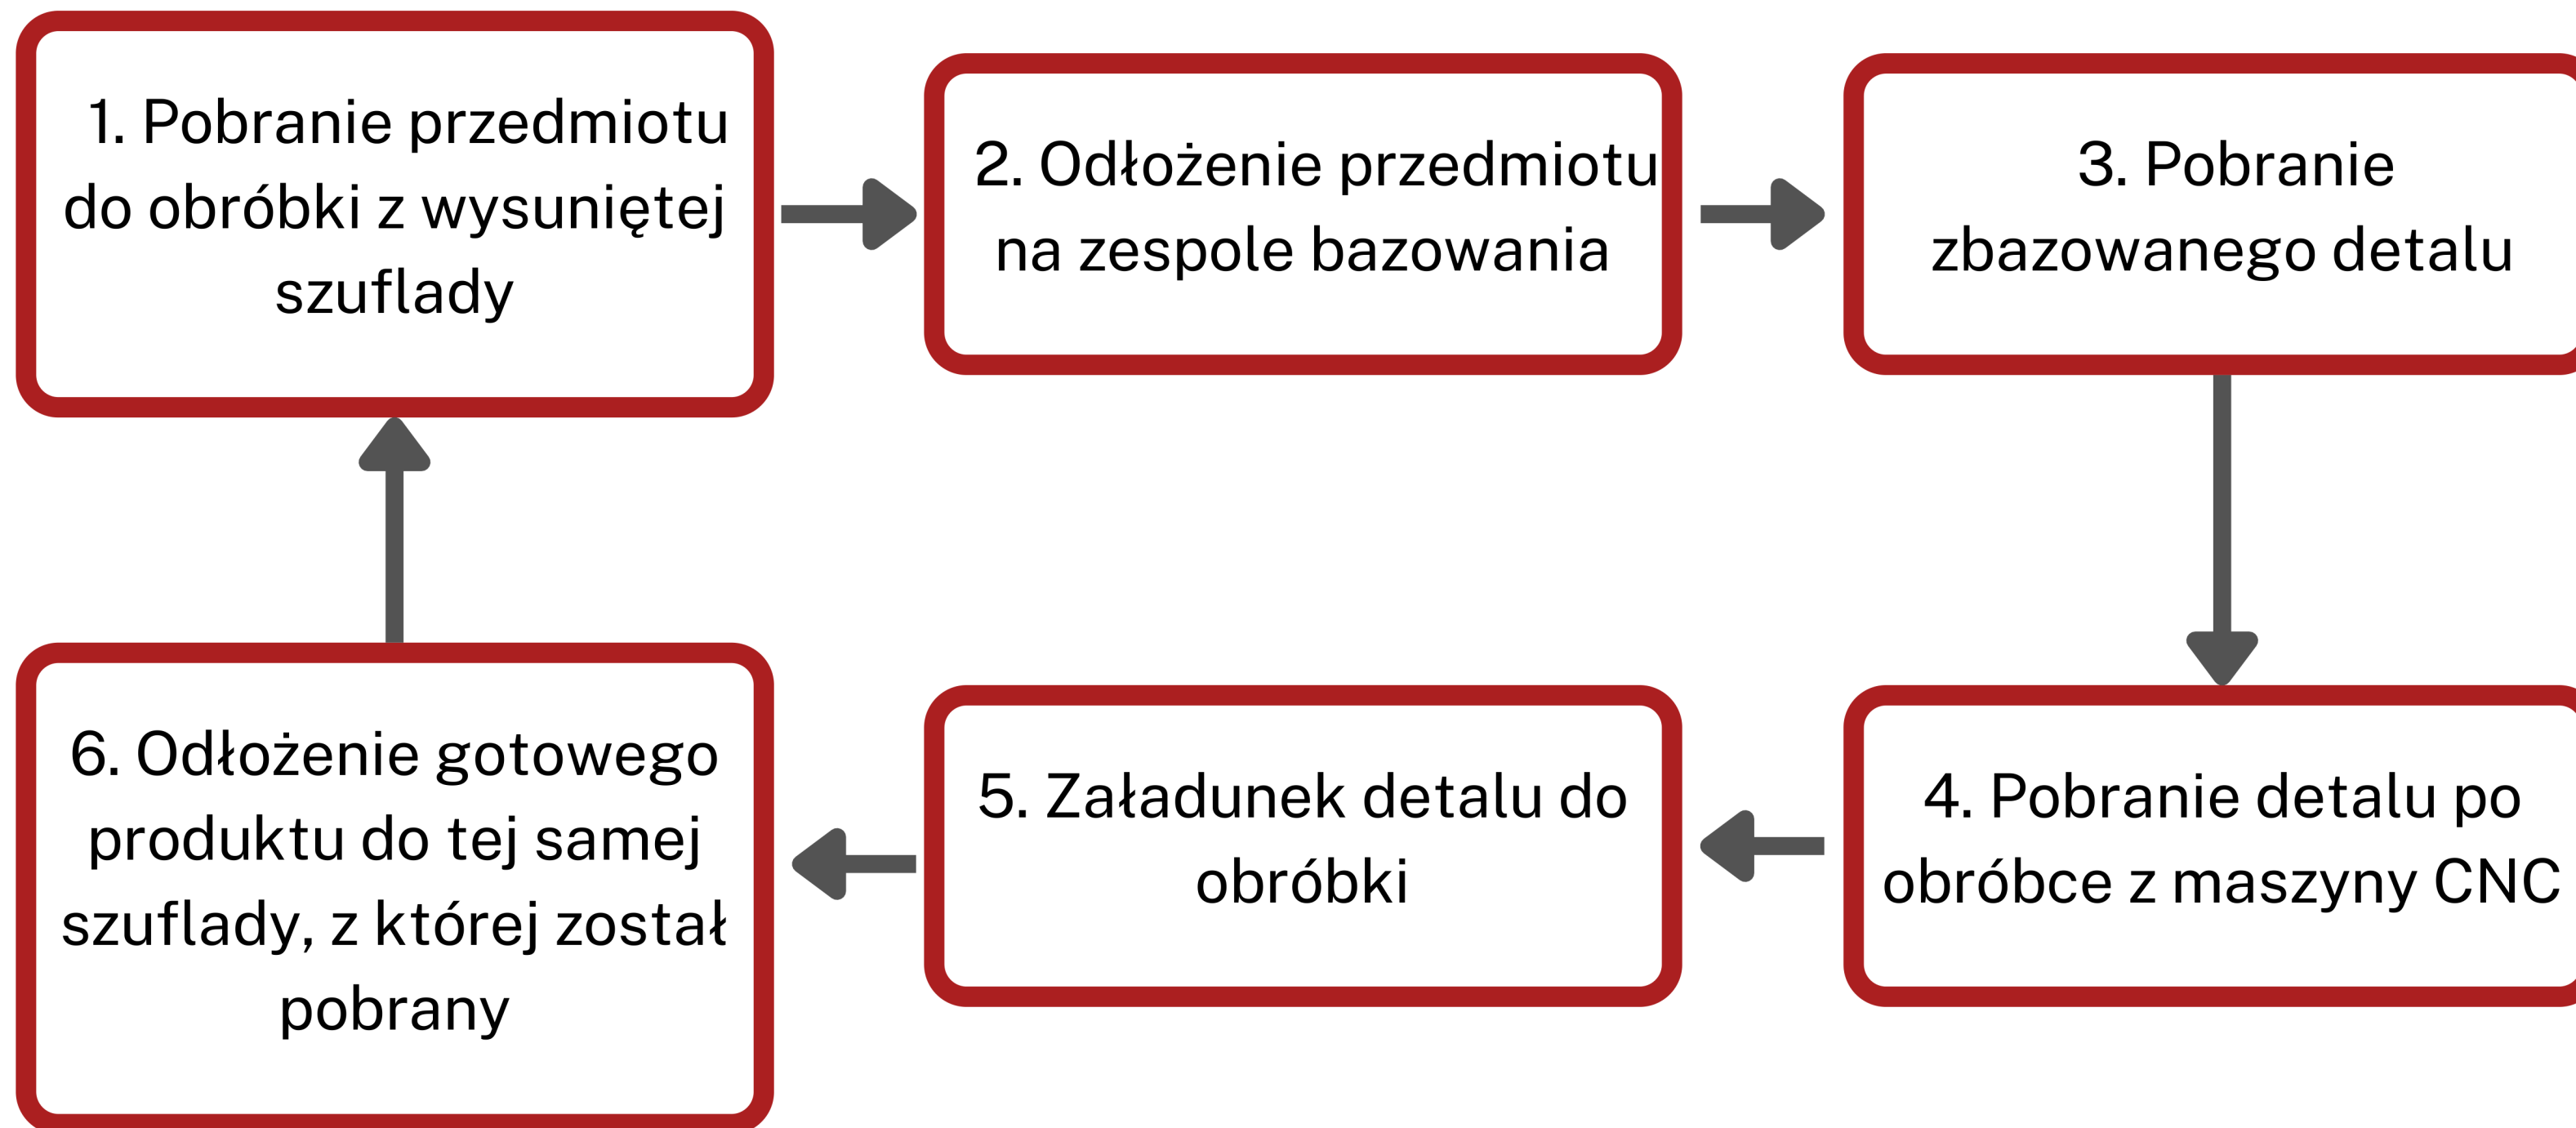 1. Pobranie przedmiotu
do obróbki z wysuniętej
szuflady
2. Odłożenie przedmiotu
na zespole bazowania
3. Pobranie
zbazowanego detalu
4. Pobranie detalu po
obróbce z maszyny CNC
5. Załadunek detalu do
obróbki
6. Odłożenie gotowego
produktu do tej samej
szuflady, z której został
pobrany